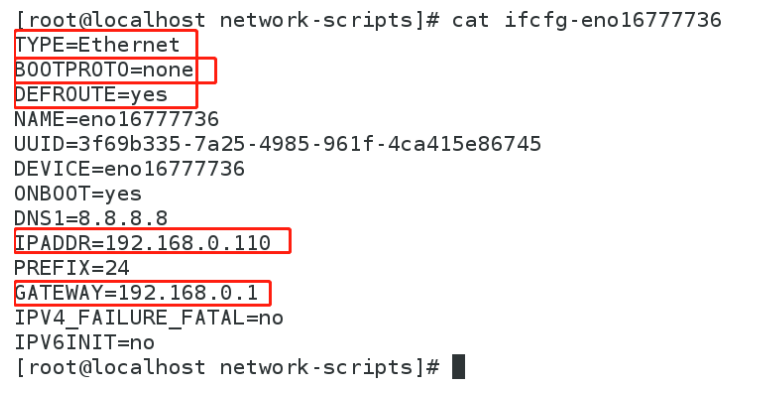 [root@localhost network-scripts]# cat ifcfg-eno16777736
TYPE=Ethernet
BOOTPROTO=none
DEFROUTE=yes
NAME=eno16777736
UUID=3f69b335-7a25-4985-961f-4ca415e86745
DEVICE=eno16777736
ONBOOT=yes
DNS1=8.8.8.8
IPADDR=192.168.0.110
PREFIX=24
GATEWAY=192.168.0.1
IPV4_FAILURE_FATAL=no
IPV6INIT=no
[root@localhost network-scripts]#